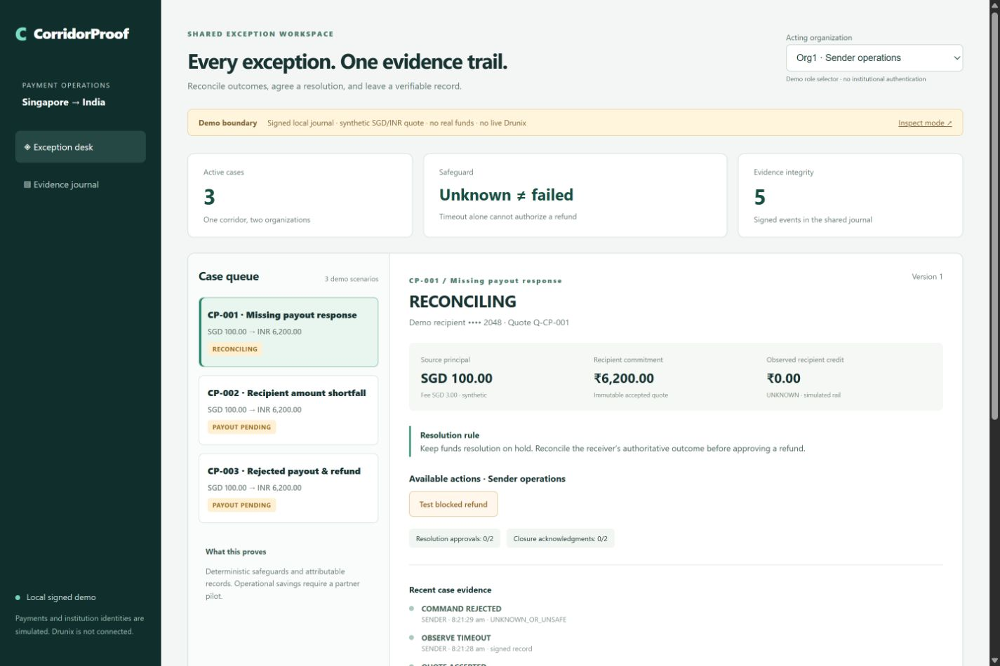 C CorridorProof
PAYMENT OPERATIONS
Singapore → India
◈ Exception desk
▤ Evidence journal
Local signed demo
Payments and institution identities are
simulated. Drunix is not connected.
SHARED EXCEPTION WORKSPACE
Every exception. One evidence trail.
Reconcile outcomes, agree a resolution, and leave a verifiable record.
Acting organization
Org1 · Sender operations
Demo role selector · no institutional authentication
Demo boundary Signed local journal · synthetic SGD/INR quote · no real funds · no live Drunix
Inspect mode ↗
Active cases
3
One corridor, two organizations
Safeguard
Unknown ≠ failed
Timeout alone cannot authorize a refund
Evidence integrity
5
Signed events in the shared journal
Case queue
3 demo scenarios
CP-001 · Missing payout response
SGD 100.00 → INR 6,200.00
RECONCILING
CP-002 · Recipient amount shortfall
SGD 100.00 → INR 6,200.00
PAYOUT PENDING
CP-003 · Rejected payout & refund
SGD 100.00 → INR 6,200.00
PAYOUT PENDING
What this proves
Deterministic safeguards and attributable
records. Operational savings require a partner
pilot.
CP-001 / Missing payout response
Version 1
RECONCILING
Demo recipient •••• 2048 · Quote Q-CP-001
Source principal
SGD 100.00
Fee SGD 3.00 · synthetic
Recipient commitment
₹6,200.00
Immutable accepted quote
Observed recipient credit
₹0.00
UNKNOWN · simulated rail
Resolution rule
Keep funds resolution on hold. Reconcile the receiver's authoritative outcome before approving a refund.
Available actions · Sender operations
Test blocked refund
Resolution approvals: 0/2
Closure acknowledgments: 0/2
Recent case evidence
COMMAND REJECTED
SENDER · 8:21:29 am · UNKNOWN_OR_UNSAFE
OBSERVE TIMEOUT
SENDER · 8:21:28 am · signed record
QUOTE ACCEPTED